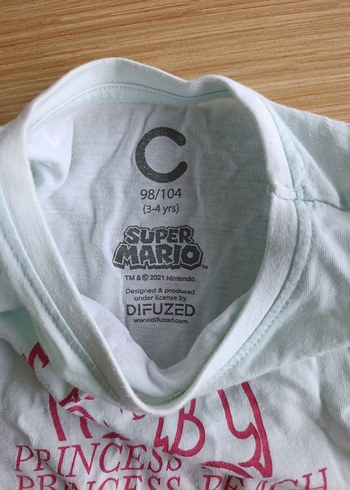 C
98/104
(3-4 yrs)
SUPER
MARIO™
TM & © 2021 Nintendo.
Designed & produced
under license by
DIFUZED
www.difuzed.com
PRINCESS
PRINCESS PEACH